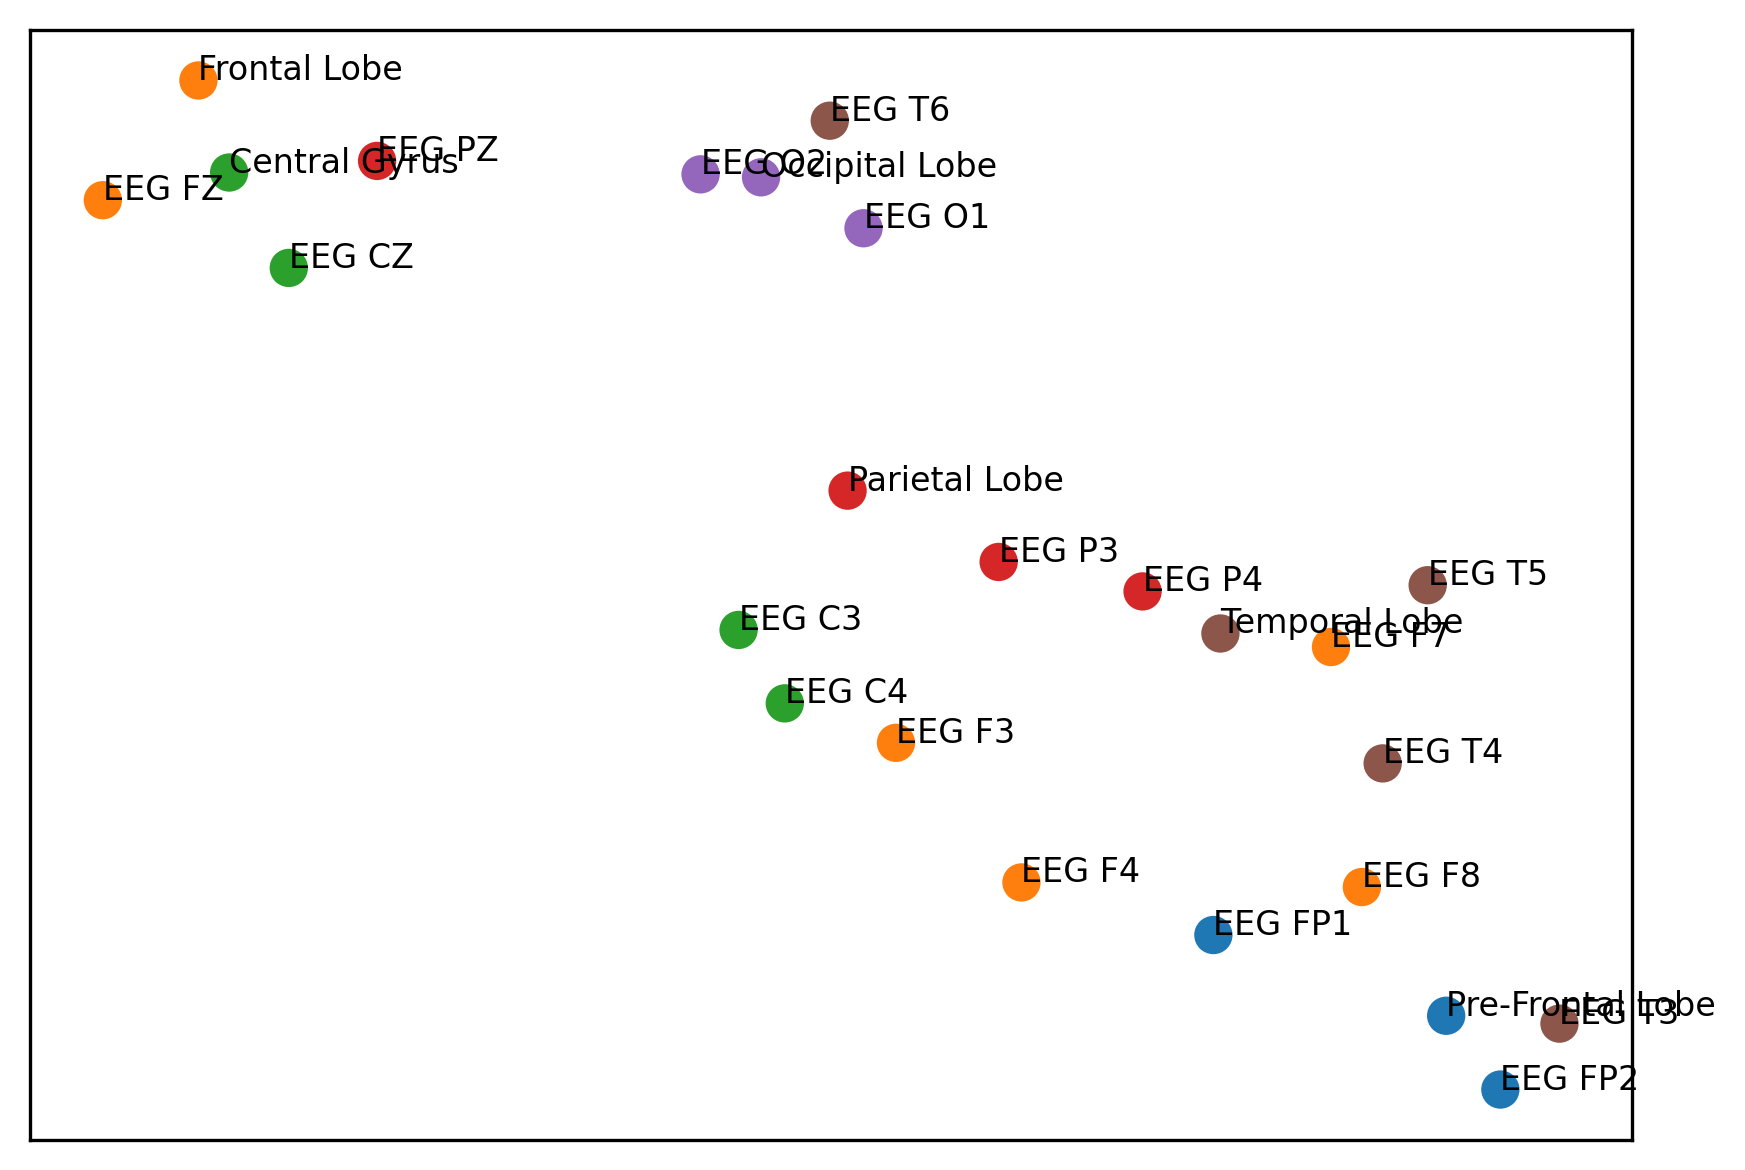 Frontal Lobe
EEG T6
EEG PZ
Central Gyrus
EEG O2
Occipital Lobe
EEG FZ
EEG O1
EEG CZ
Parietal Lobe
EEG P3
EEG P4
EEG T5
EEG C3
Temporal Lobe
EEG F7
EEG C4
EEG F3
EEG T4
EEG F4
EEG F8
EEG FP1
Pre-Frontal Lobe
EEG T3
EEG FP2